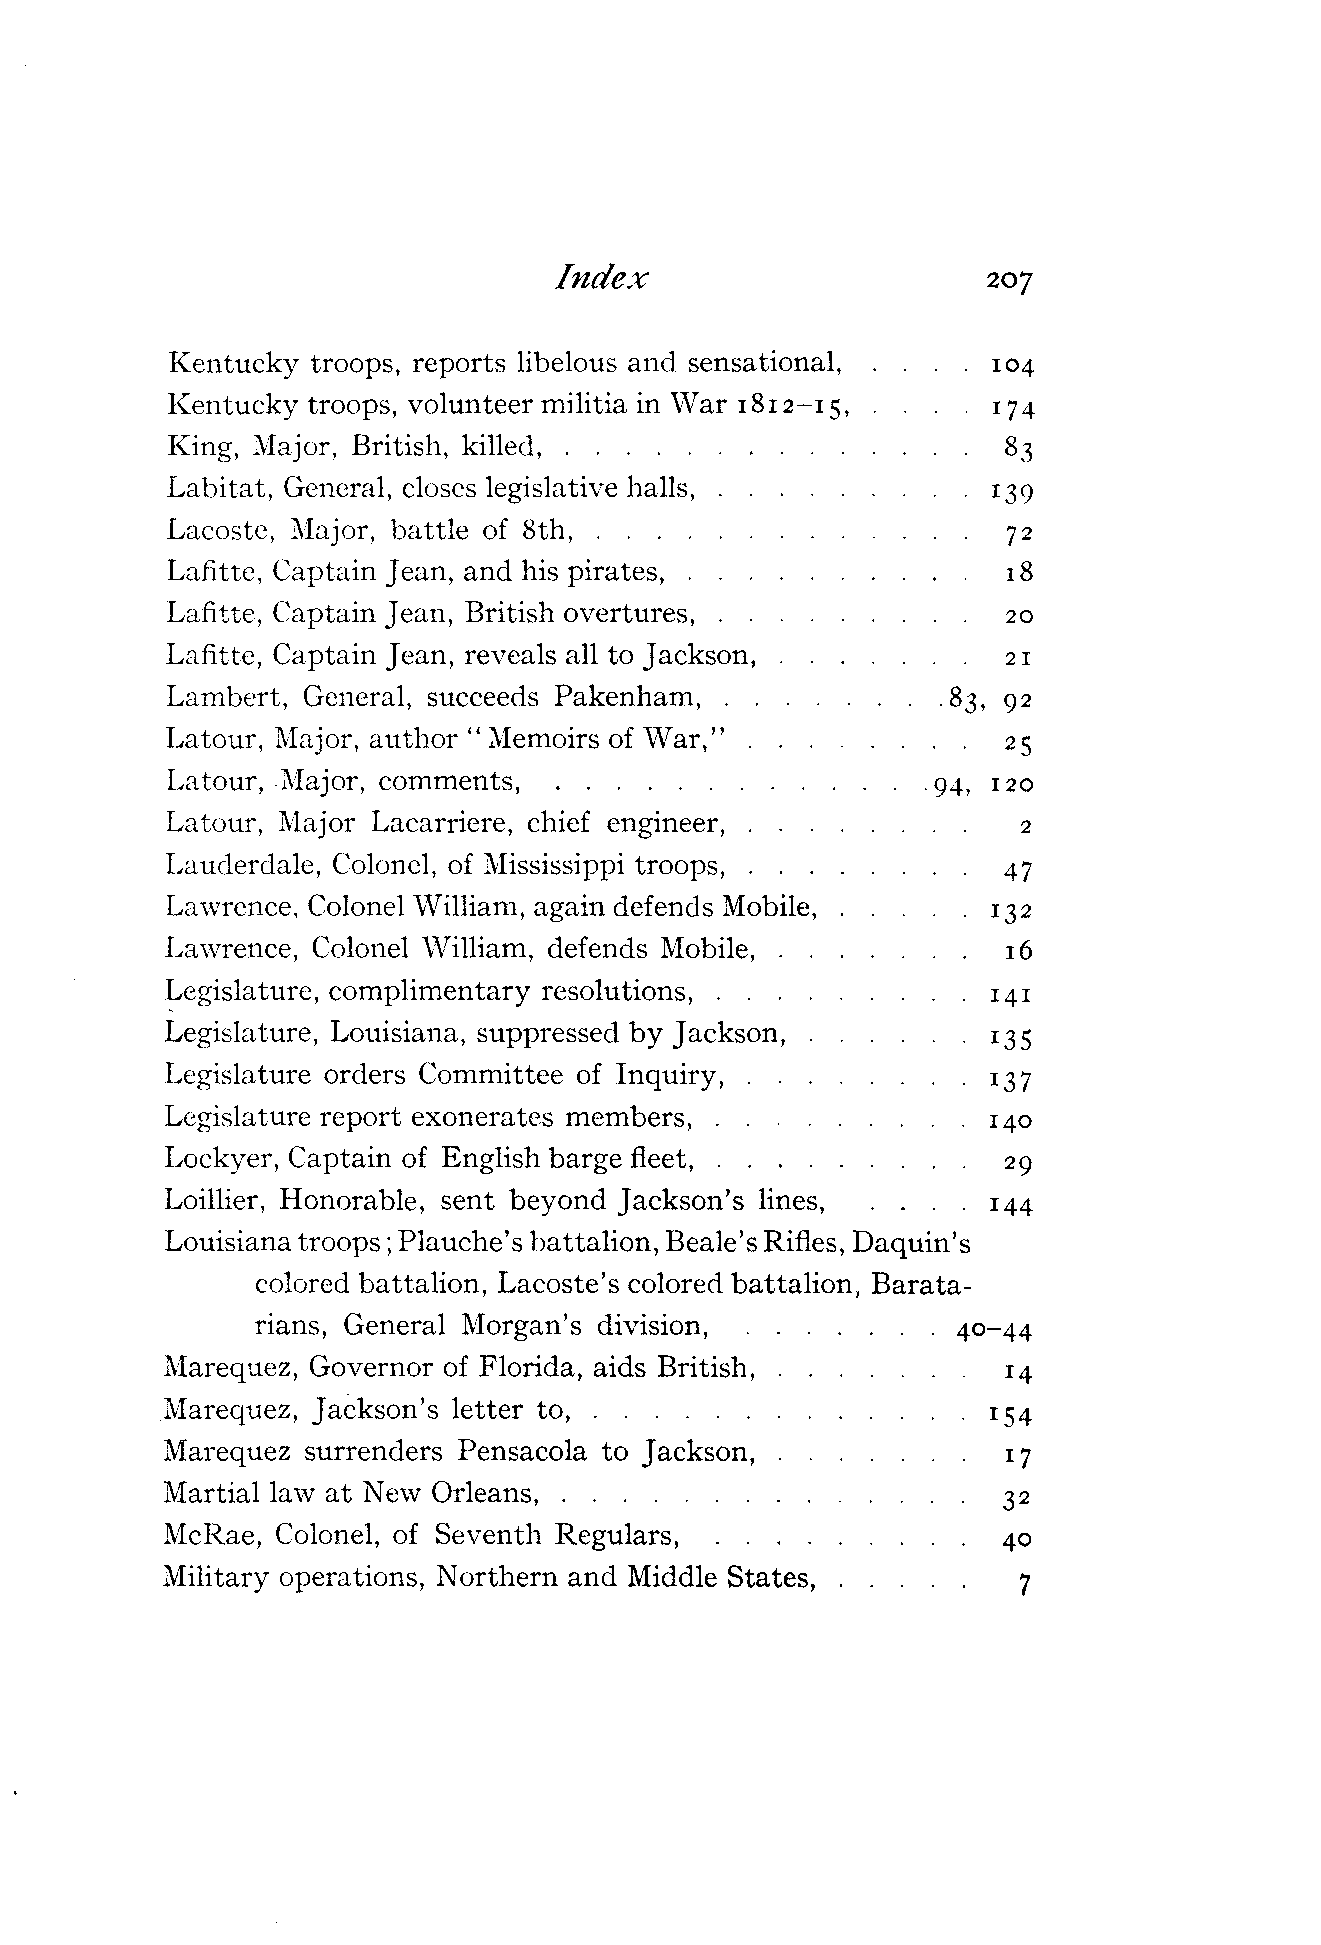 Index 207
Kentucky troops, reports libelous and sensational, . . . . 104
Kentucky troops, volunteer militia in War 1812–15, . . . . 174
King, Major, British, killed, . . . . . . . . . . . . . . 83
Labitat, General, closes legislative halls, . . . . . . . . . 139
Lacoste, Major, battle of 8th, . . . . . . . . . . . . . 72
Lafitte, Captain Jean, and his pirates, . . . . . . . . . . 18
Lafitte, Captain Jean, British overtures, . . . . . . . . . 20
Lafitte, Captain Jean, reveals all to Jackson, . . . . . . . 21
Lambert, General, succeeds Pakenham, . . . . . . . . 83, 92
Latour, Major, author "Memoirs of War," . . . . . . . . 25
Latour, Major, comments, . . . . . . . . . . . . . 94, 120
Latour, Major Lacarriere, chief engineer, . . . . . . . . 2
Lauderdale, Colonel, of Mississippi troops, . . . . . . . . 47
Lawrence, Colonel William, again defends Mobile, . . . . . 132
Lawrence, Colonel William, defends Mobile, . . . . . . . 16
Legislature, complimentary resolutions, . . . . . . . . . 141
Legislature, Louisiana, suppressed by Jackson, . . . . . . 135
Legislature orders Committee of Inquiry, . . . . . . . . 137
Legislature report exonerates members, . . . . . . . . . 140
Lockyer, Captain of English barge fleet, . . . . . . . . . 29
Loillier, Honorable, sent beyond Jackson's lines, . . . . 144
Louisiana troops; Plauche's battalion, Beale's Rifles, Daquin's
colored battalion, Lacoste's colored battalion, Barata-
rians, General Morgan's division, . . . . . . . 40–44
Marequez, Governor of Florida, aids British, . . . . . . . 14
Marequez, Jackson's letter to, . . . . . . . . . . . . . 154
Marequez surrenders Pensacola to Jackson, . . . . . . . 17
Martial law at New Orleans, . . . . . . . . . . . . . . 32
McRae, Colonel, of Seventh Regulars, . . . . . . . . . 40
Military operations, Northern and Middle States, . . . . . 7